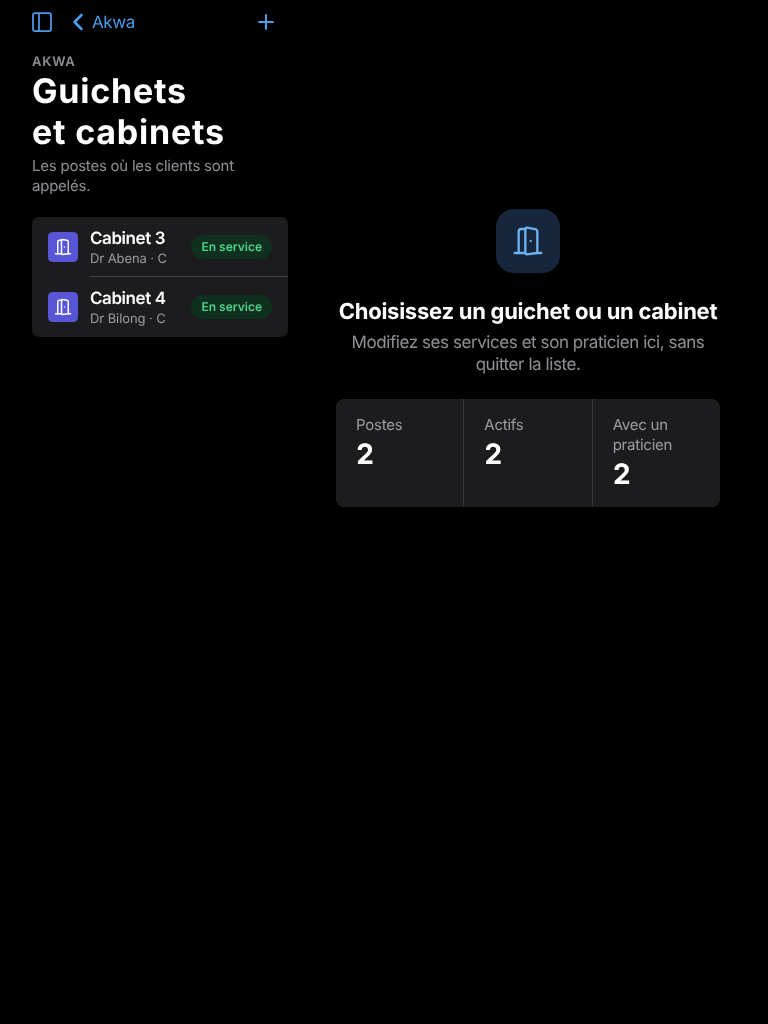 Akwa
AKWA
Guichets
et cabinets
Les postes où les clients sont
appelés.
Cabinet 3
Dr Abena · C
En service
Cabinet 4
Dr Bilong · C
En service
Choisissez un guichet ou un cabinet
Modifiez ses services et son praticien ici, sans
quitter la liste.
Postes
2
Actifs
2
Avec un
praticien
2